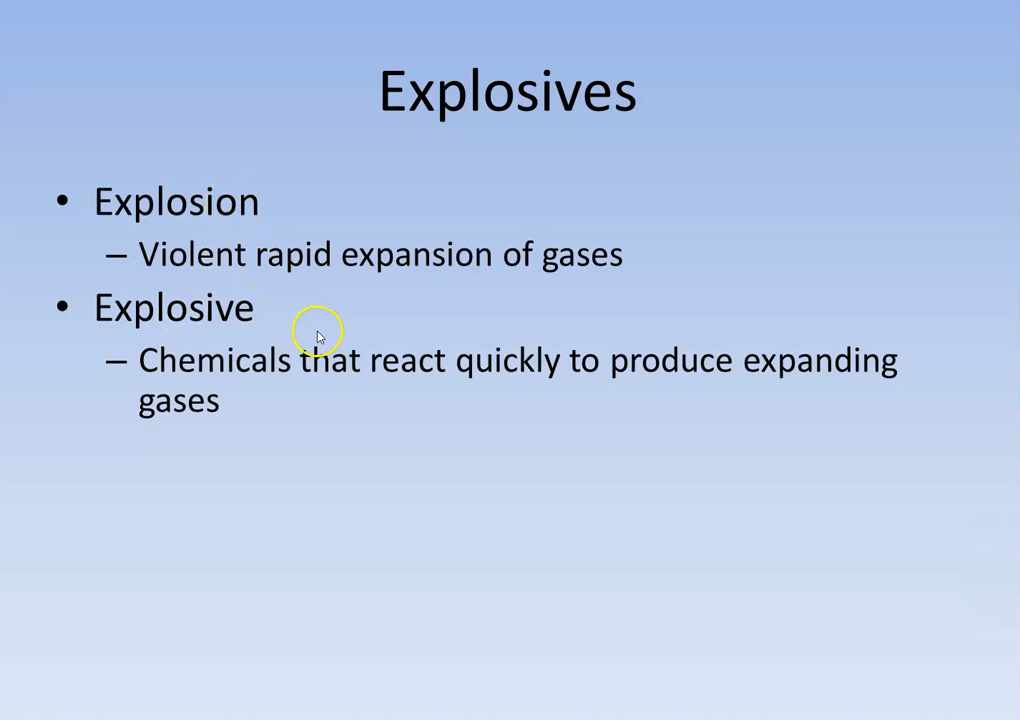 Explosives
• Explosion
– Violent rapid expansion of gases
• Explosive
– Chemicals that react quickly to produce expanding
gases